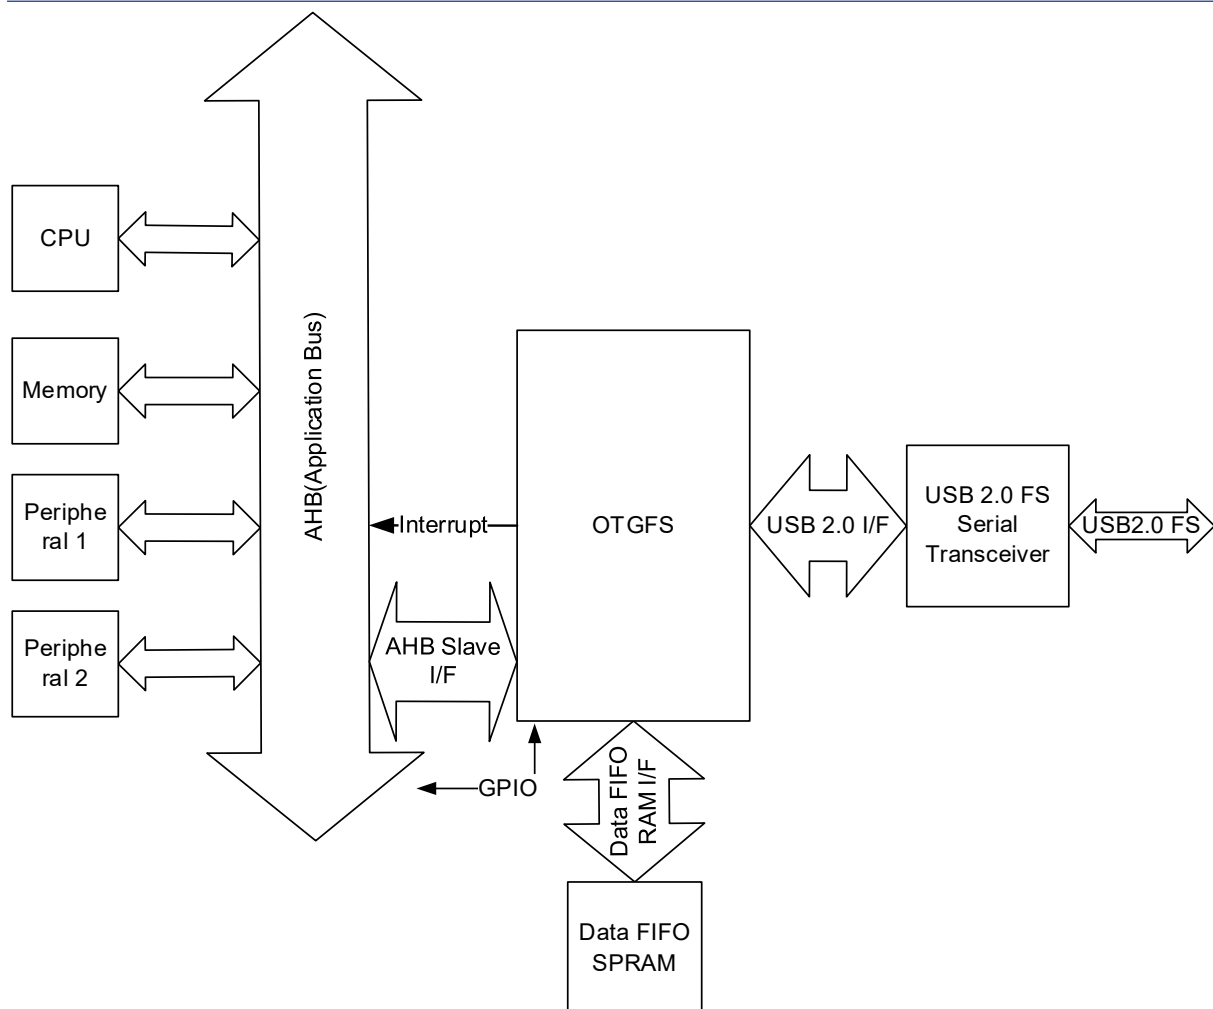 CPU
Memory
Periphe
ral 1
Periphe
ral 2
AHB(Application Bus)
Interrupt
AHB Slave
I/F
GPIO
OTGFS
Data FIFO
RAM I/F
Data FIFO
SPRAM
USB 2.0 I/F
USB 2.0 FS
Serial
Transceiver
USB2.0 FS